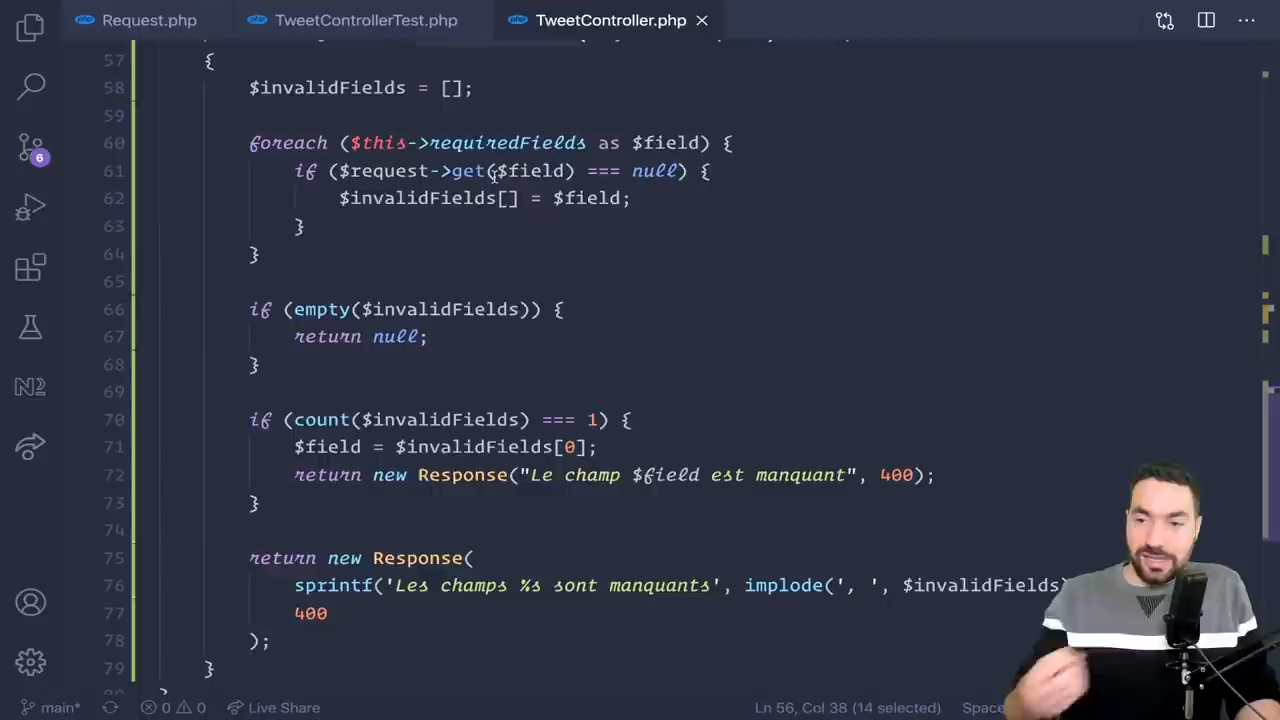 php Request.php php TweetControllerTest.php php TweetController.php
57 {
58 $invalidFields = [];
59
60 foreach ($this->requiredFields as $field) {
61 if ($request->get($field) === null) {
62 $invalidFields[] = $field;
63 }
64 }
65
66 if (empty($invalidFields)) {
67 return null;
68 }
69
70 if (count($invalidFields) === 1) {
71 $field = $invalidFields[0];
72 return new Response("Le champ $field est manquant", 400);
73 }
74
75 return new Response(
76 sprintf('Les champs %s sont manquants', implode(', ', $invalidFields)
77 400
78 );
79 }
6
N2
main* 0 0 Live Share Ln 56, Col 38 (14 selected)